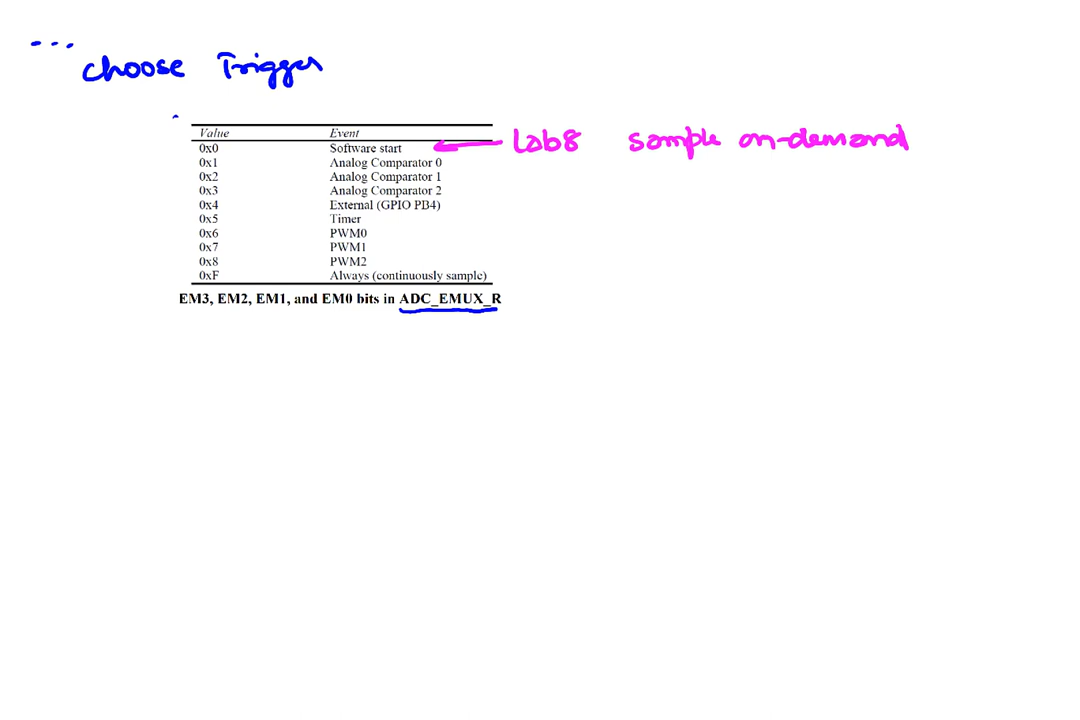 ... choose Trigger
Value Event
0x0 Software start Lab8 sample on-demand
0x1 Analog Comparator 0
0x2 Analog Comparator 1
0x3 Analog Comparator 2
0x4 External (GPIO PB4)
0x5 Timer
0x6 PWM0
0x7 PWM1
0x8 PWM2
0xF Always (continuously sample)
EM3, EM2, EM1, and EM0 bits in ADC_EMUX_R